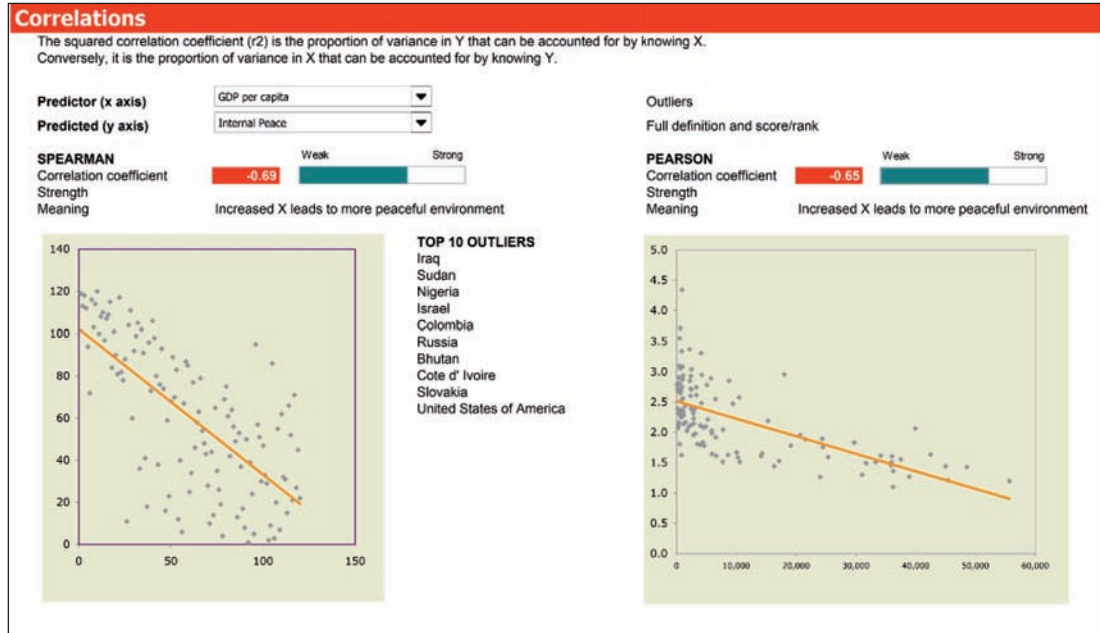 Correlations
The squared correlation coefficient (r2) is the proportion of variance in Y that can be accounted for by knowing X.
Conversely, it is the proportion of variance in X that can be accounted for by knowing Y.
Predictor (x axis)
GDP per capita
Predicted (y axis)
Internal Peace
Outliers
Full definition and score/rank
SPEARMAN
Weak Strong
Correlation coefficient -0.69
Strength
Meaning Increased X leads to more peaceful environment
PEARSON
Weak Strong
Correlation coefficient -0.65
Strength
Meaning Increased X leads to more peaceful environment
140
120
100
80
60
40
20
0
0 50 100 150
TOP 10 OUTLIERS
Iraq
Sudan
Nigeria
Israel
Colombia
Russia
Bhutan
Cote d' Ivoire
Slovakia
United States of America
5.0
4.5
4.0
3.5
3.0
2.5
2.0
1.5
1.0
0.5
0.0
0 10,000 20,000 30,000 40,000 50,000 60,000